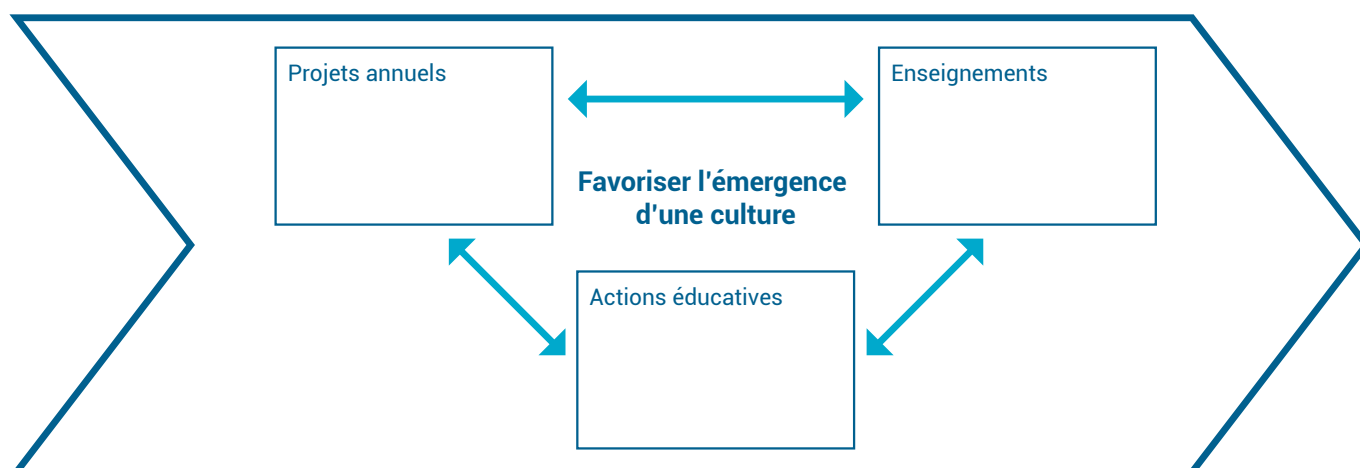 Projets annuels
Enseignements
Favoriser l'émergence
d'une culture
Actions éducatives